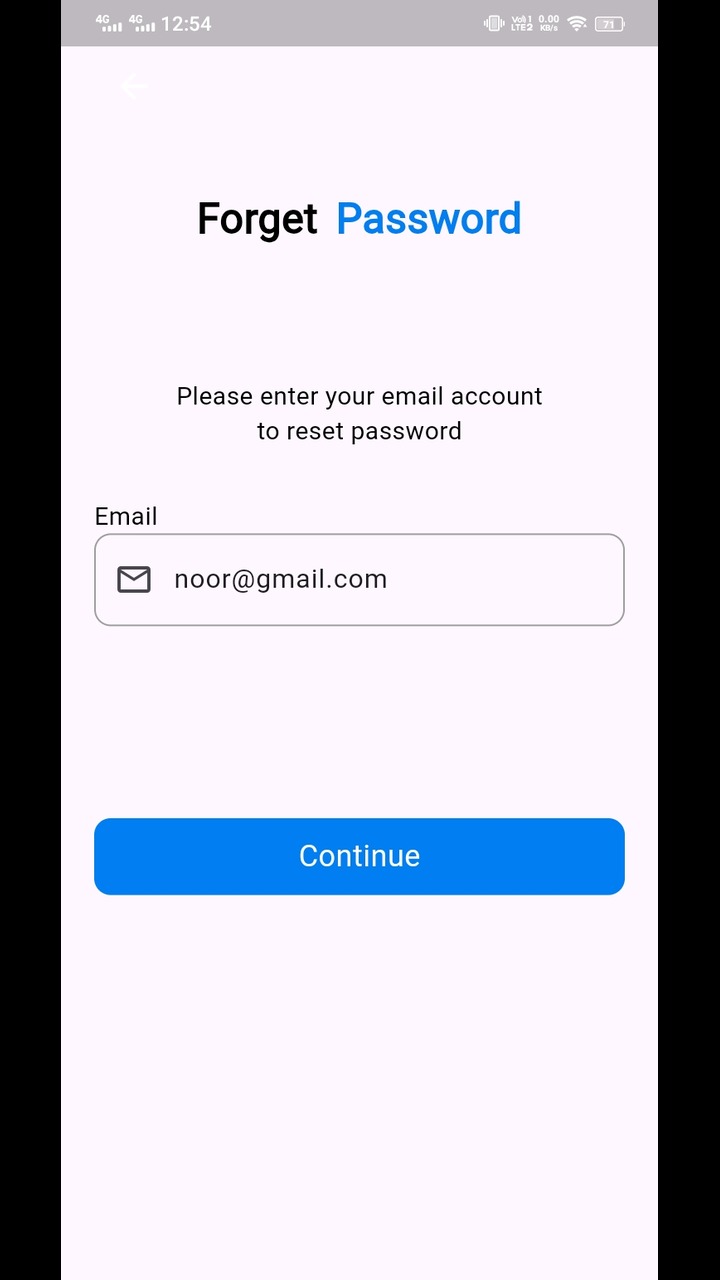 4G 4G 12:54 Vo)) 1 LTE2 0.00 KB/s 71
Forget Password
Please enter your email account
to reset password
Email
noor@gmail.com
Continue